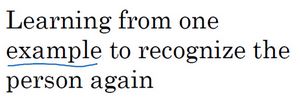 Learning from one
example to recognize the
person again